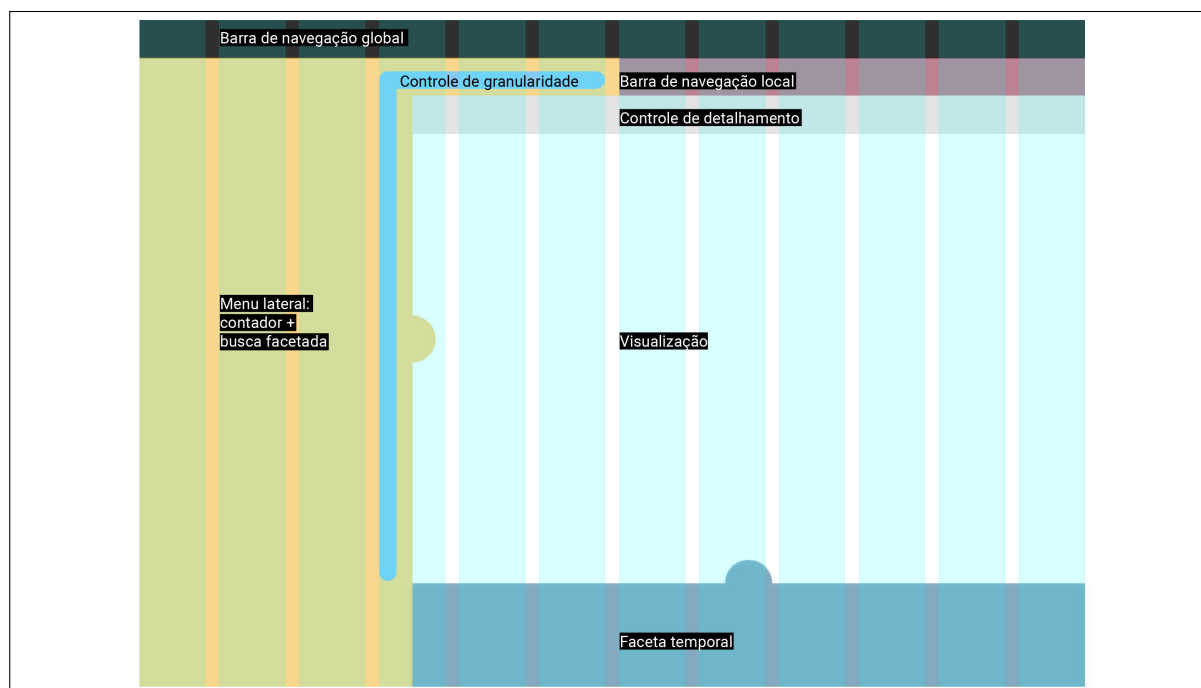 Barra de navegação global
Controle de granularidade
Barra de navegação local
Controle de detalhamento
Menu lateral:
contador +
busca facetada
Visualização
Faceta temporal